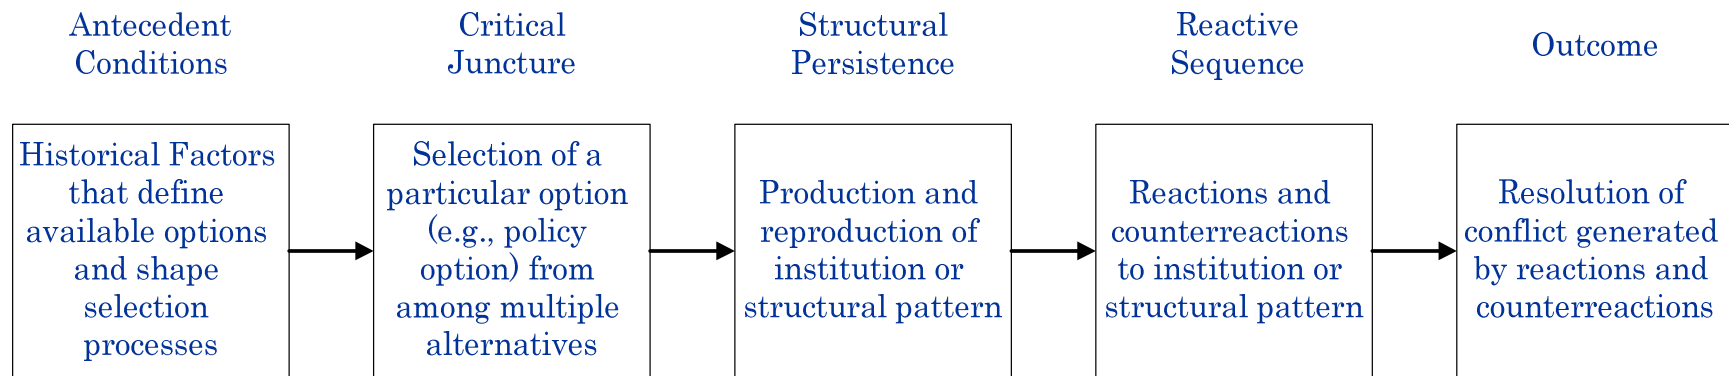 Antecedent
Conditions
Critical
Juncture
Structural
Persistence
Reactive
Sequence
Outcome
Historical Factors
that define
available options
and shape
selection
processes
Selection of a
particular option
(e.g., policy
option) from
among multiple
alternatives
Production and
reproduction of
institution or
structural pattern
Reactions and
counterreactions
to institution or
structural pattern
Resolution of
conflict generated
by reactions and
counterreactions